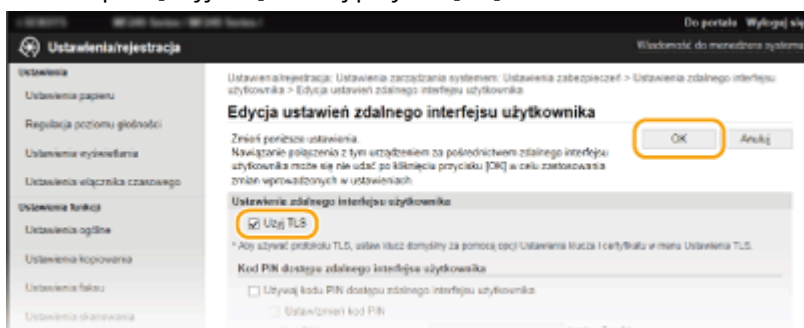 Do portalu Wyloguj się
Ustawienia/rejestracja
Wiadomość do menedżera systemu
Ustawienia
Ustawienia papieru
Regulacja poziomu głośności
Ustawienia wyświetlania
Ustawienia włącznika czasowego
Ustawienia funkcji
Ustawienia ogólne
Ustawienia kopiowania
Ustawienia faksu
Ustawienia skanowania
Ustawienia/rejestracja: Ustawienia zarządzania systemem: Ustawienia zabezpieczeń > Ustawienia zdalnego interfejsu
użytkownika > Edycja ustawień zdalnego interfejsu użytkownika
Edycja ustawień zdalnego interfejsu użytkownika
Zmień poniższe ustawienia.
Nawiązanie połączenia z tym urządzeniem za pośrednictwem zdalnego interfejsu
użytkownika może się nie udać po kliknięciu przycisku [OK] w celu zastosowania
zmian wprowadzonych w ustawieniach.
OK
Anuluj
Ustawienia zdalnego interfejsu użytkownika
Użyj TLS
* Aby używać protokołu TLS, ustaw klucz domyślny za pomocą opcji Ustawienia klucza i certyfikatu w menu Ustawienia TLS.
Kod PIN dostępu zdalnego interfejsu użytkownika
Używaj kodu PIN dostępu zdalnego interfejsu użytkownika
Ustaw/zmień kod PIN